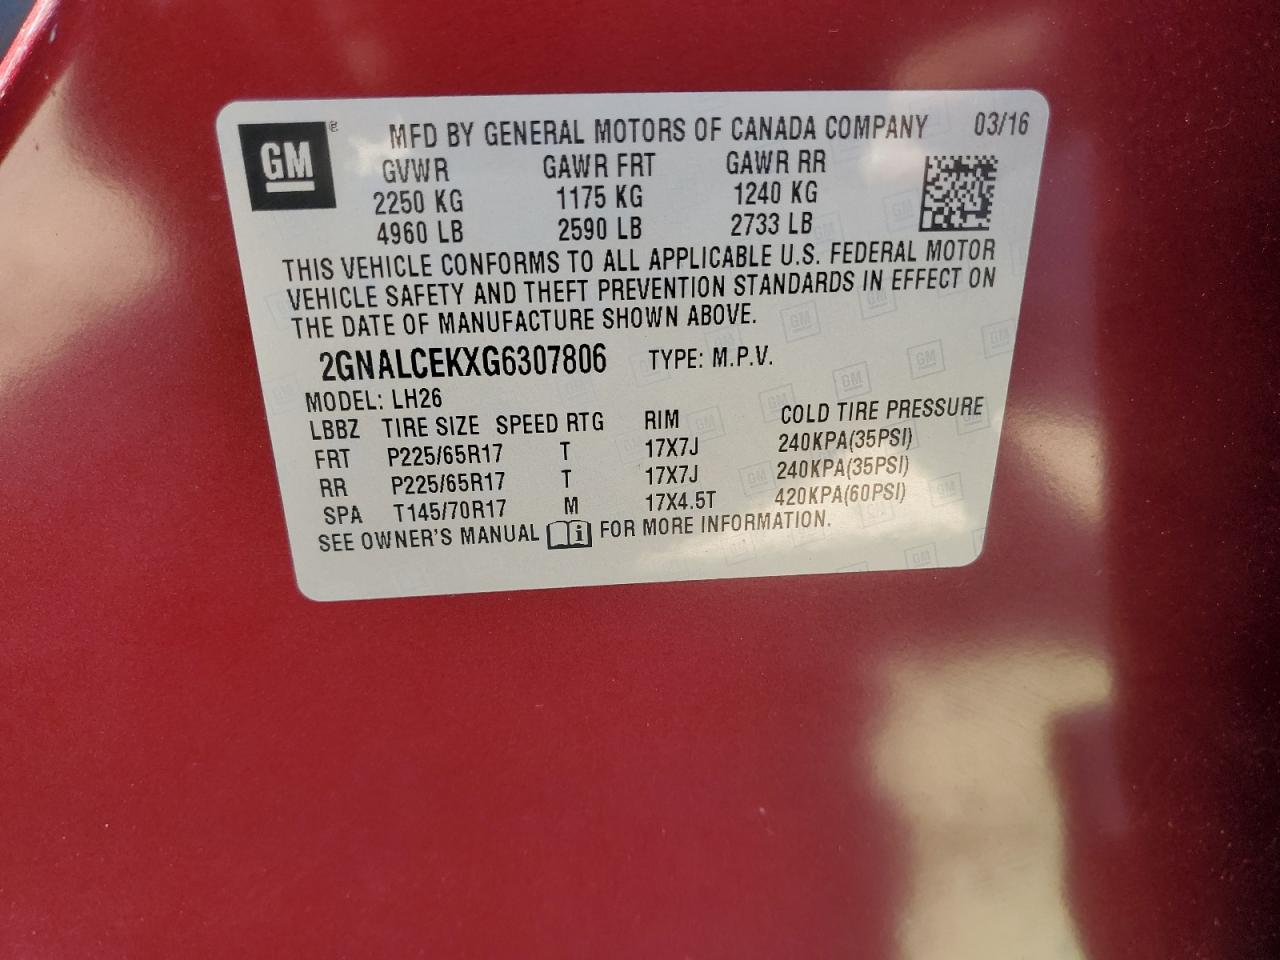 GM ® MFD BY GENERAL MOTORS OF CANADA COMPANY 03/16
GVWR GAWR FRT GAWR RR
2250 KG 1175 KG 1240 KG
4960 LB 2590 LB 2733 LB
THIS VEHICLE CONFORMS TO ALL APPLICABLE U.S. FEDERAL MOTOR
VEHICLE SAFETY AND THEFT PREVENTION STANDARDS IN EFFECT ON
THE DATE OF MANUFACTURE SHOWN ABOVE.
2GNALCEKXG6307806 TYPE: M.P.V.
MODEL: LH26
LBBZ TIRE SIZE SPEED RTG RIM COLD TIRE PRESSURE
FRT P225/65R17 T 17X7J 240KPA(35PSI)
RR P225/65R17 T 17X7J 240KPA(35PSI)
SPA T145/70R17 M 17X4.5T 420KPA(60PSI)
SEE OWNER'S MANUAL i FOR MORE INFORMATION.